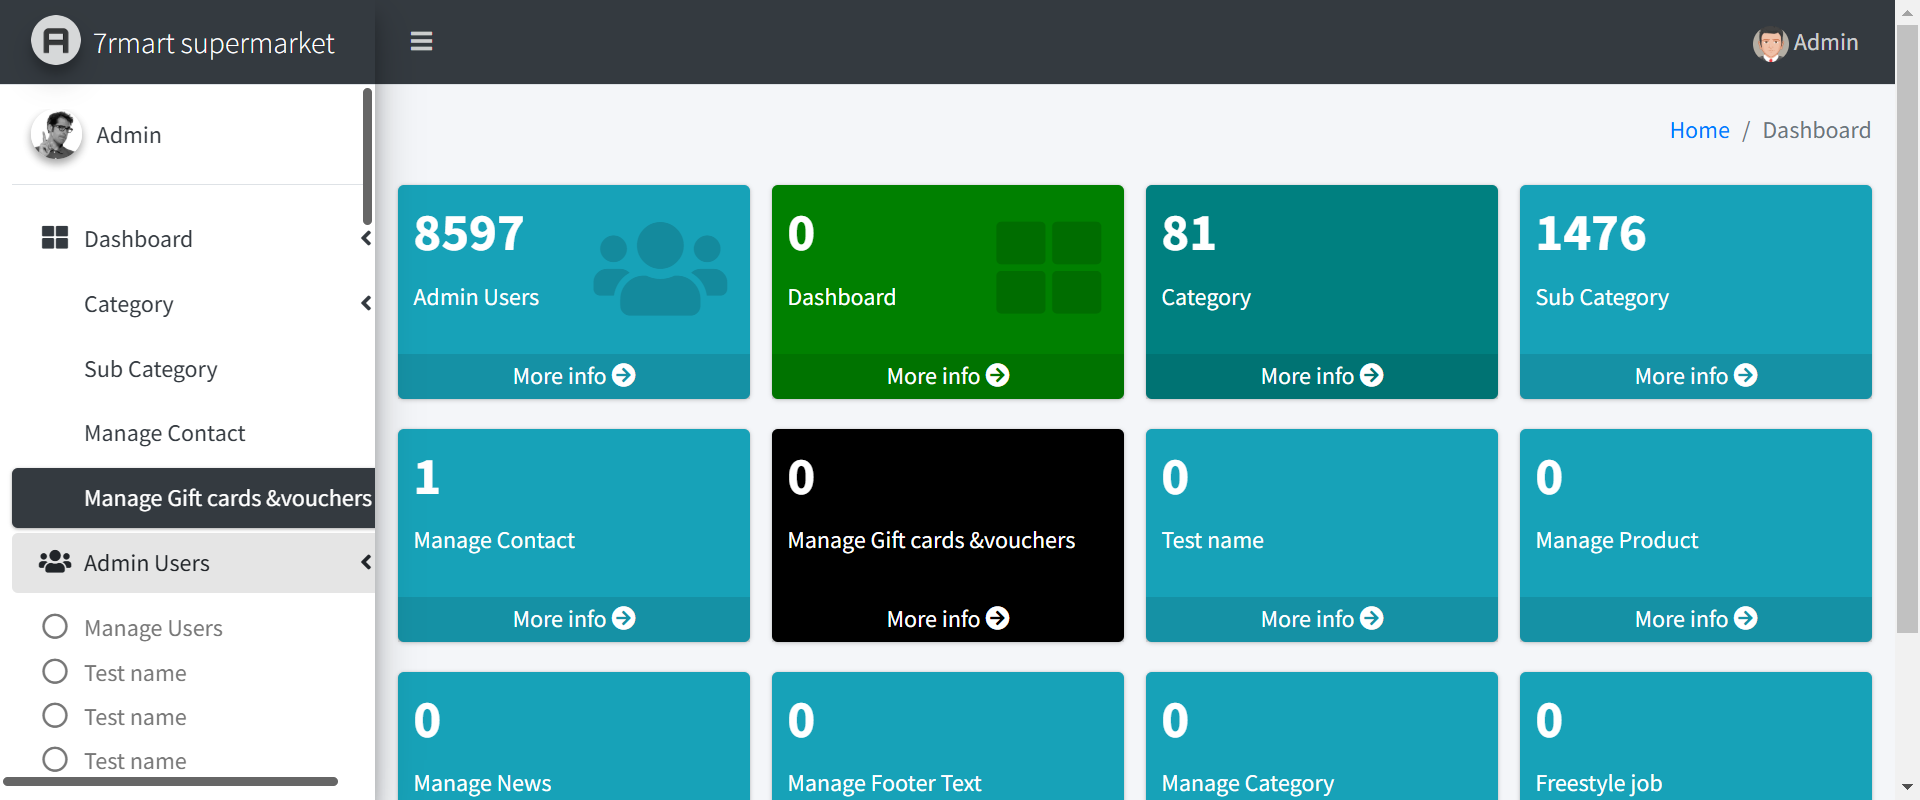 7rmart supermarket
Admin
Admin
Home / Dashboard
Dashboard
Category
Sub Category
Manage Contact
Manage Gift cards &vouchers
Admin Users
Manage Users
Test name
Test name
Test name
8597
Admin Users
More info
0
Dashboard
More info
81
Category
More info
1476
Sub Category
More info
1
Manage Contact
More info
0
Manage Gift cards &vouchers
More info
0
Test name
More info
0
Manage Product
More info
0
Manage News
0
Manage Footer Text
0
Manage Category
0
Freestyle job